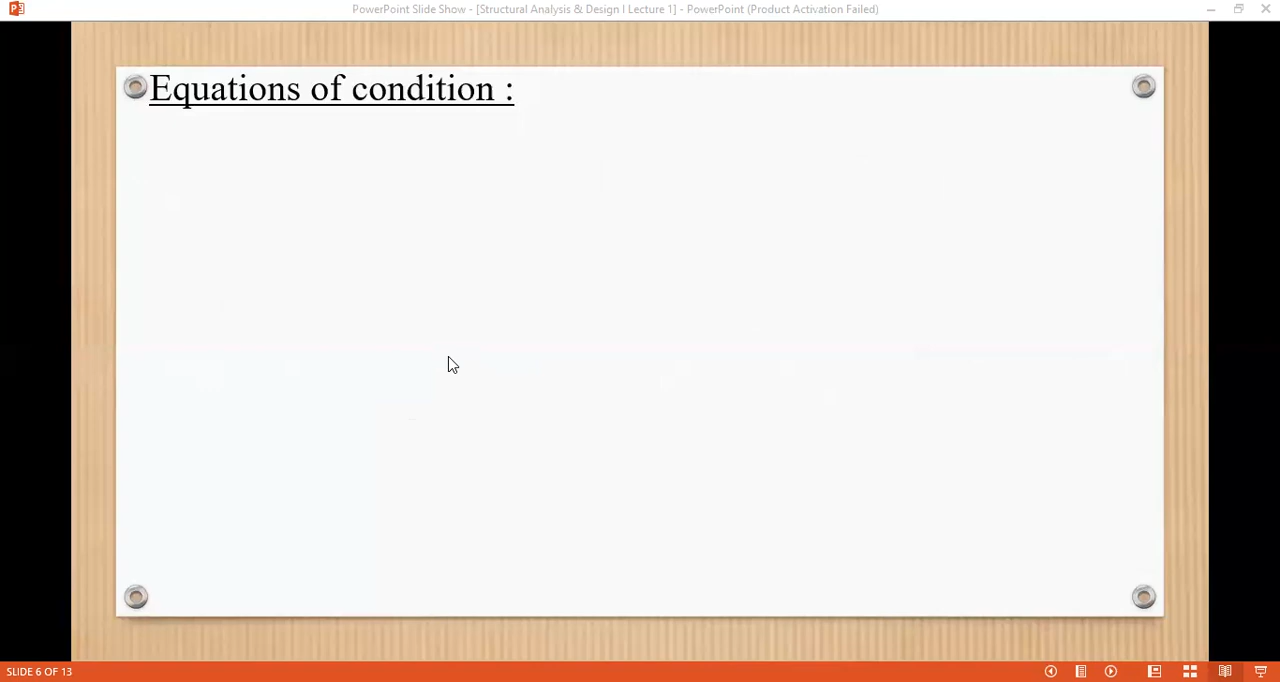 PowerPoint Slide Show - [Structural Analysis & Design I Lecture 1] - PowerPoint (Product Activation Failed)
Equations of condition :
SLIDE 6 OF 13